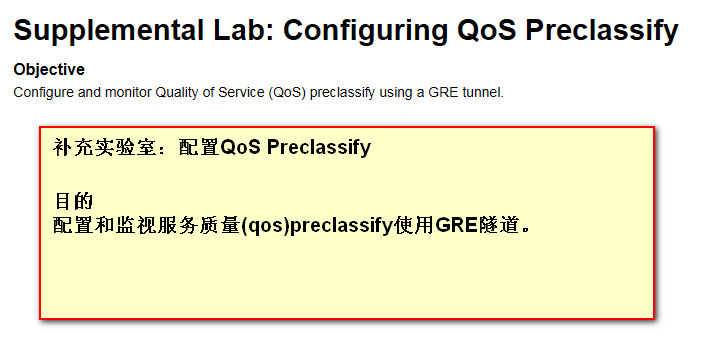 Supplemental Lab: Configuring QoS Preclassify
Objective
Configure and monitor Quality of Service (QoS) preclassify using a GRE tunnel.
补充实验室：配置QoS Preclassify
目的
配置和监视服务质量(qos)preclassify使用GRE隧道。